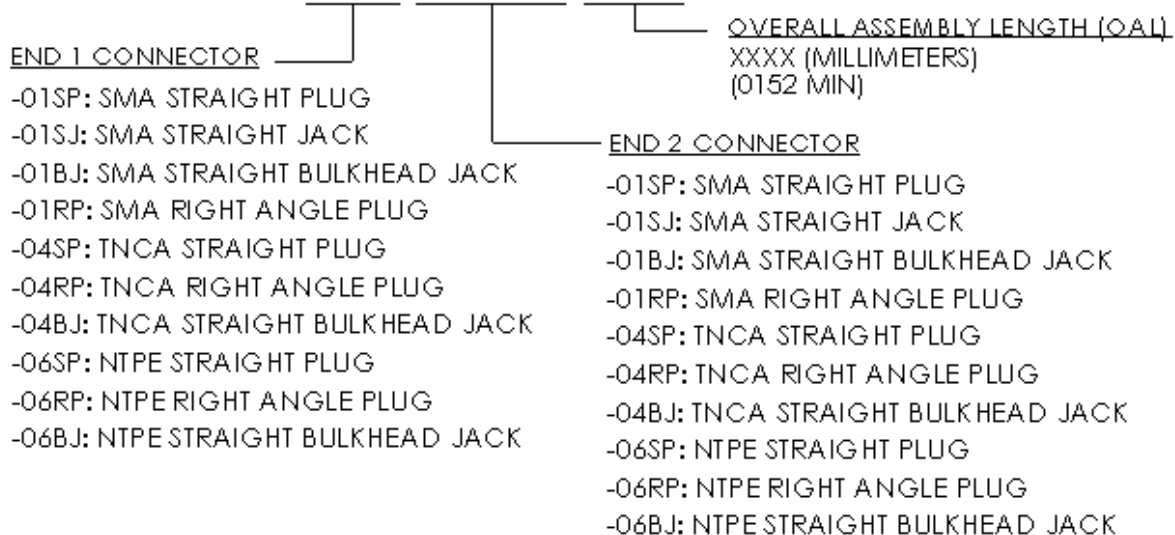 OVERALL ASSEMBLY LENGTH (OAL)
XXXX (MILLIMETERS)
(0152 MIN)
END 1 CONNECTOR
-01SP: SMA STRAIGHT PLUG
-01SJ: SMA STRAIGHT JACK
-01BJ: SMA STRAIGHT BULKHEAD JACK
-01RP: SMA RIGHT ANGLE PLUG
-04SP: TNCA STRAIGHT PLUG
-04RP: TNCA RIGHT ANGLE PLUG
-04BJ: TNCA STRAIGHT BULKHEAD JACK
-06SP: NTPE STRAIGHT PLUG
-06RP: NTPE RIGHT ANGLE PLUG
-06BJ: NTPE STRAIGHT BULKHEAD JACK
END 2 CONNECTOR
-01SP: SMA STRAIGHT PLUG
-01SJ: SMA STRAIGHT JACK
-01BJ: SMA STRAIGHT BULKHEAD JACK
-01RP: SMA RIGHT ANGLE PLUG
-04SP: TNCA STRAIGHT PLUG
-04RP: TNCA RIGHT ANGLE PLUG
-04BJ: TNCA STRAIGHT BULKHEAD JACK
-06SP: NTPE STRAIGHT PLUG
-06RP: NTPE RIGHT ANGLE PLUG
-06BJ: NTPE STRAIGHT BULKHEAD JACK